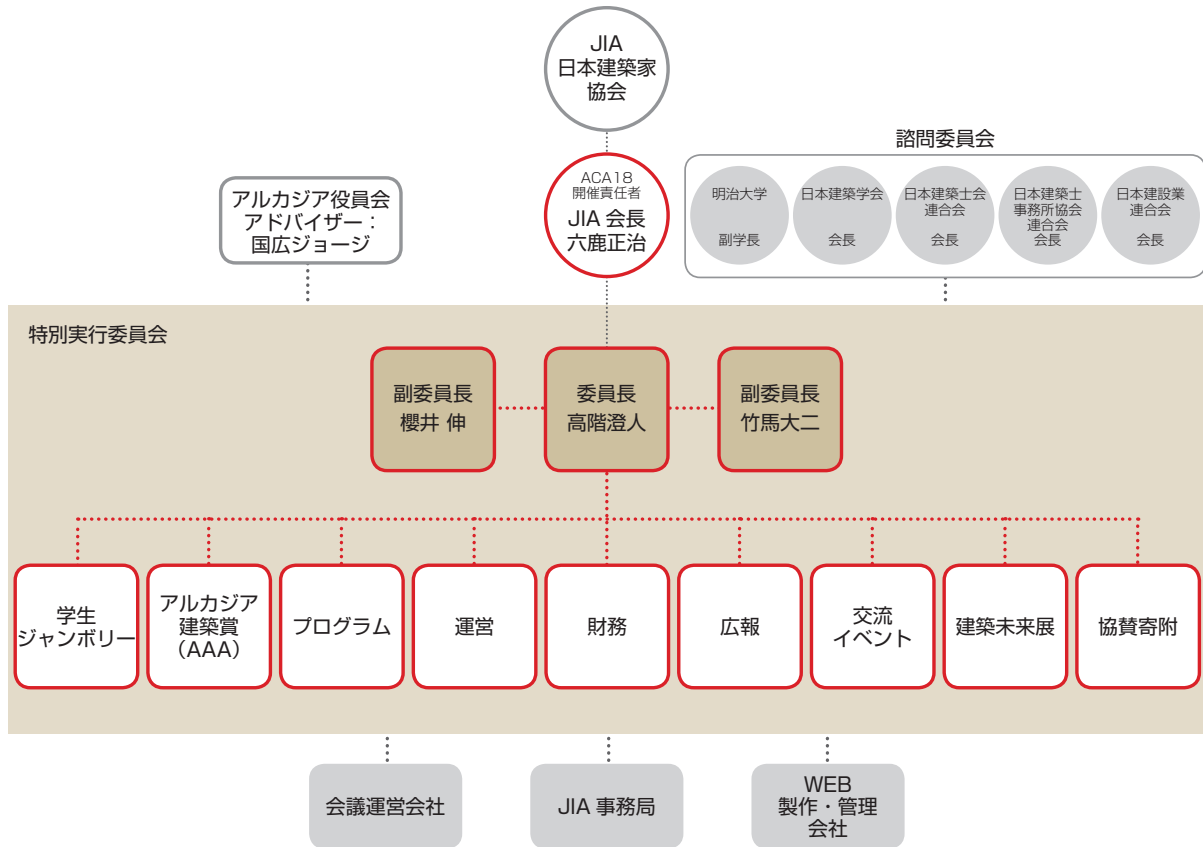 JIA
日本建築家
協会
諮問委員会
アルカジア役員会
アドバイザー：
国広ジョージ
ACA18
開催責任者
JIA 会長
六鹿正治
明治大学
副学長
日本建築学会
会長
日本建築士会
連合会
会長
日本建築士
事務所協会
連合会
会長
日本建設業
連合会
会長
特別実行委員会
副委員長
櫻井 伸
委員長
高階澄人
副委員長
竹馬大二
学生
ジャンボリー
アルカジア
建築賞
（AAA）
プログラム
運営
財務
広報
交流
イベント
建築未来展
協賛寄附
会議運営会社
JIA 事務局
WEB
製作・管理
会社